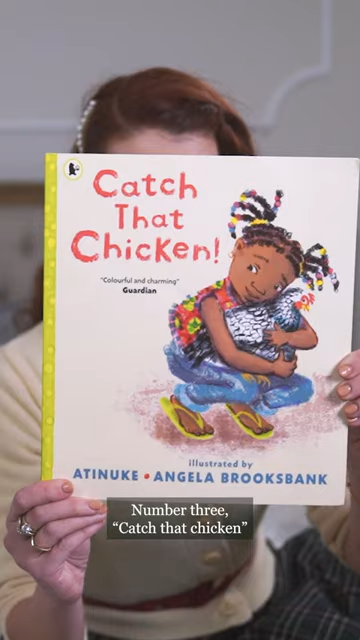 Catch
That
Chicken!
"Colourful and charming"
Guardian
illustrated by
ATINUKE • ANGELA BROOKSBANK
Number three,
“Catch that chicken”